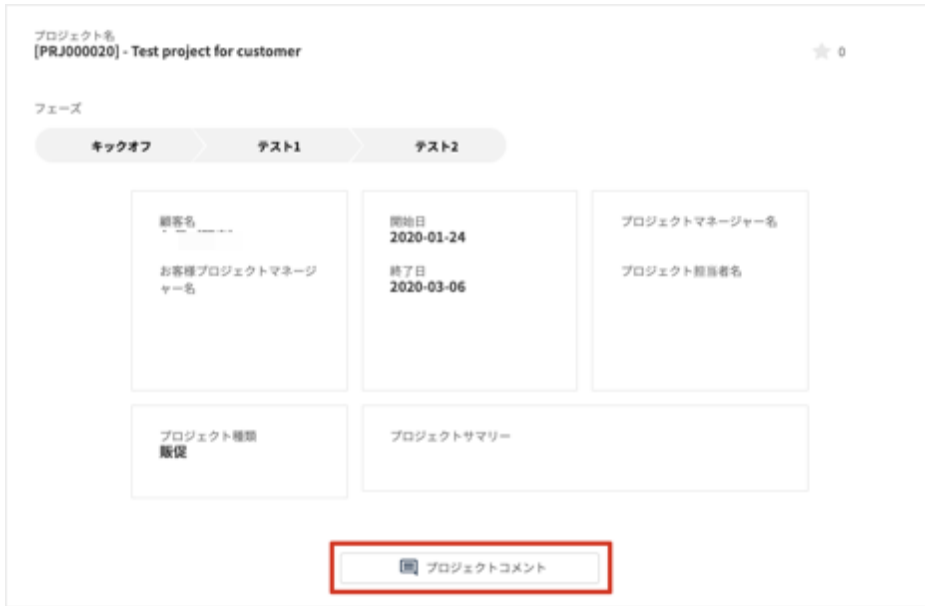 プロジェクト名
[PRJ000020] - Test project for customer
0
フェーズ
キックオフ
テスト1
テスト2
顧客名
お客様プロジェクトマネージ
ャー名
開始日
2020-01-24
終了日
2020-03-06
プロジェクトマネージャー名
プロジェクト担当者名
プロジェクト種類
販促
プロジェクトサマリー
プロジェクトコメント